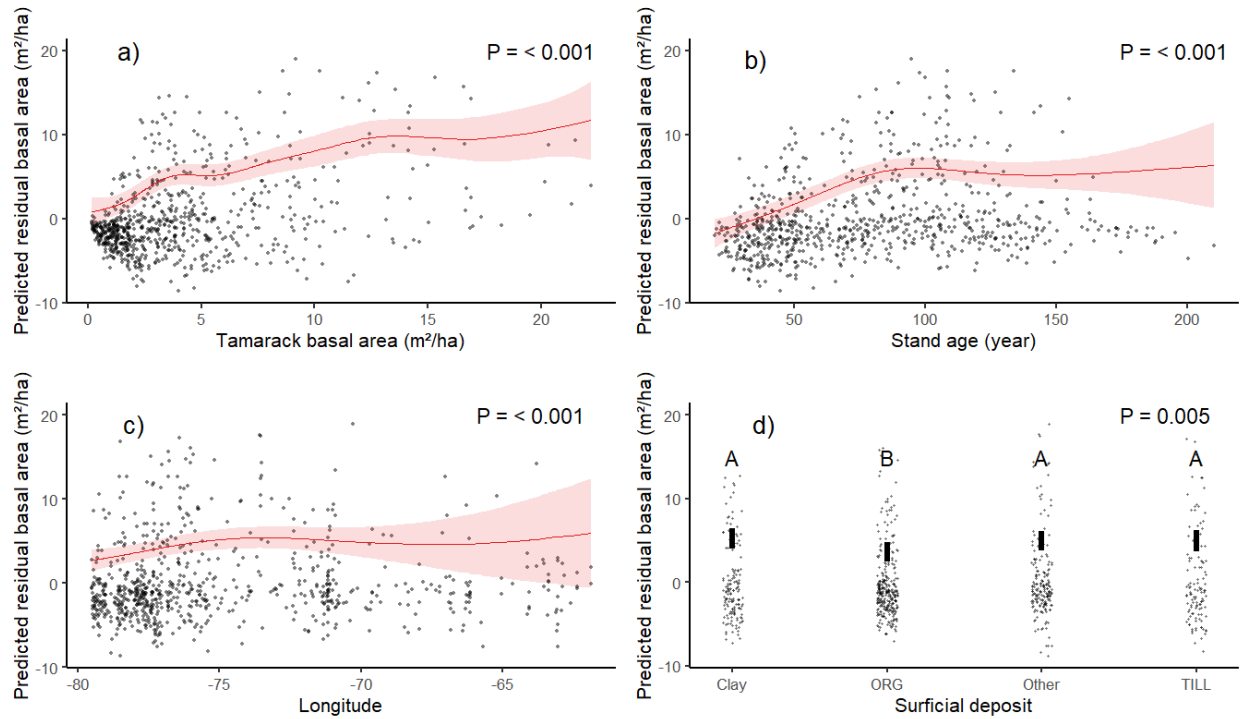 a)
P = < 0.001
Predicted residual basal area (m²/ha)
20
10
0
-10
0
5
10
15
20
Tamarack basal area (m²/ha)
b)
P = < 0.001
Predicted residual basal area (m²/ha)
20
10
0
-10
50
100
150
200
Stand age (year)
c)
P = < 0.001
Predicted residual basal area (m²/ha)
20
10
0
-10
-80
-75
-70
-65
Longitude
d)
P = 0.005
Predicted residual basal area (m²/ha)
20
10
0
-10
A
B
A
A
Clay
ORG
Other
TILL
Surficial deposit